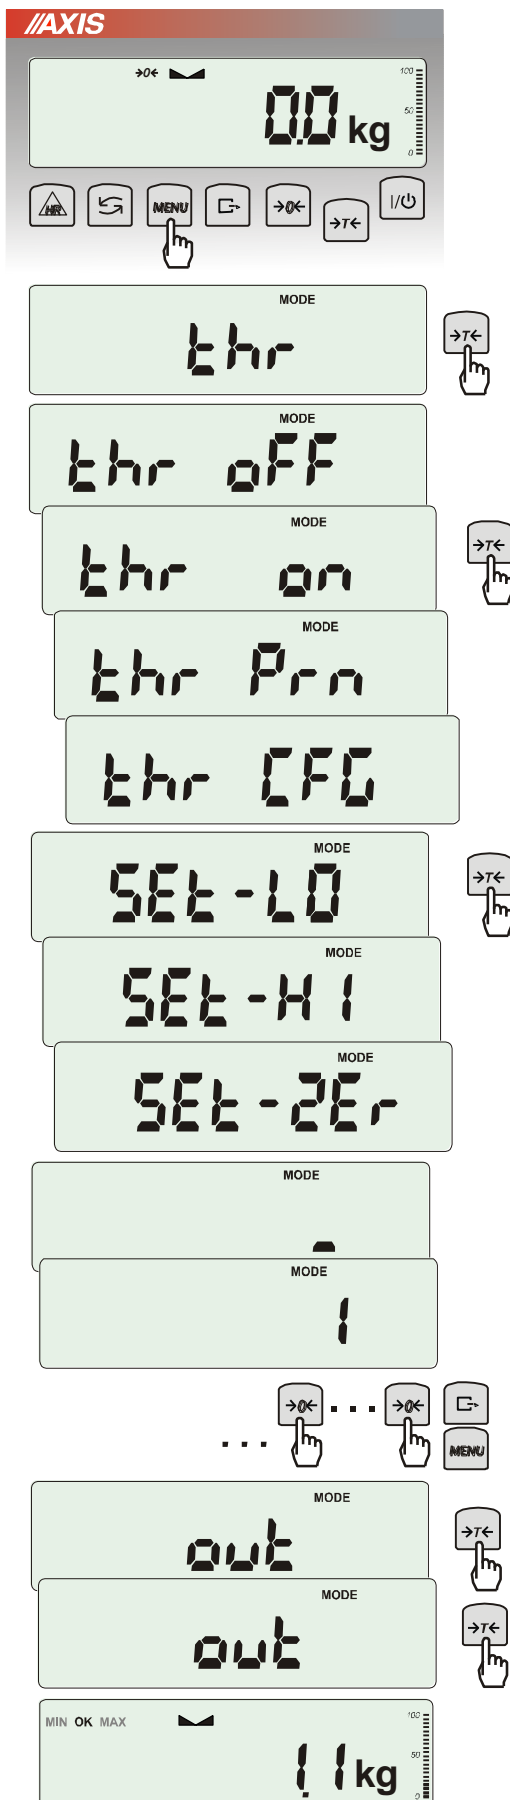 AXIS
→0←
100
50
0
0.0 kg
HR MENU →0← →T← I/⏻
MODE
thr
→T←
MODE
thr oFF
MODE
thr on
→T←
MODE
thr Prn
thr CFG
MODE
SEt-LO
→T←
MODE
SEt-HI
MODE
SEt-2Er
MODE
-
MODE
1
→0← ... →0←
...
MENU
MODE
out
→T←
MODE
out
→T←
MIN OK MAX
100
50
0
1.1 kg